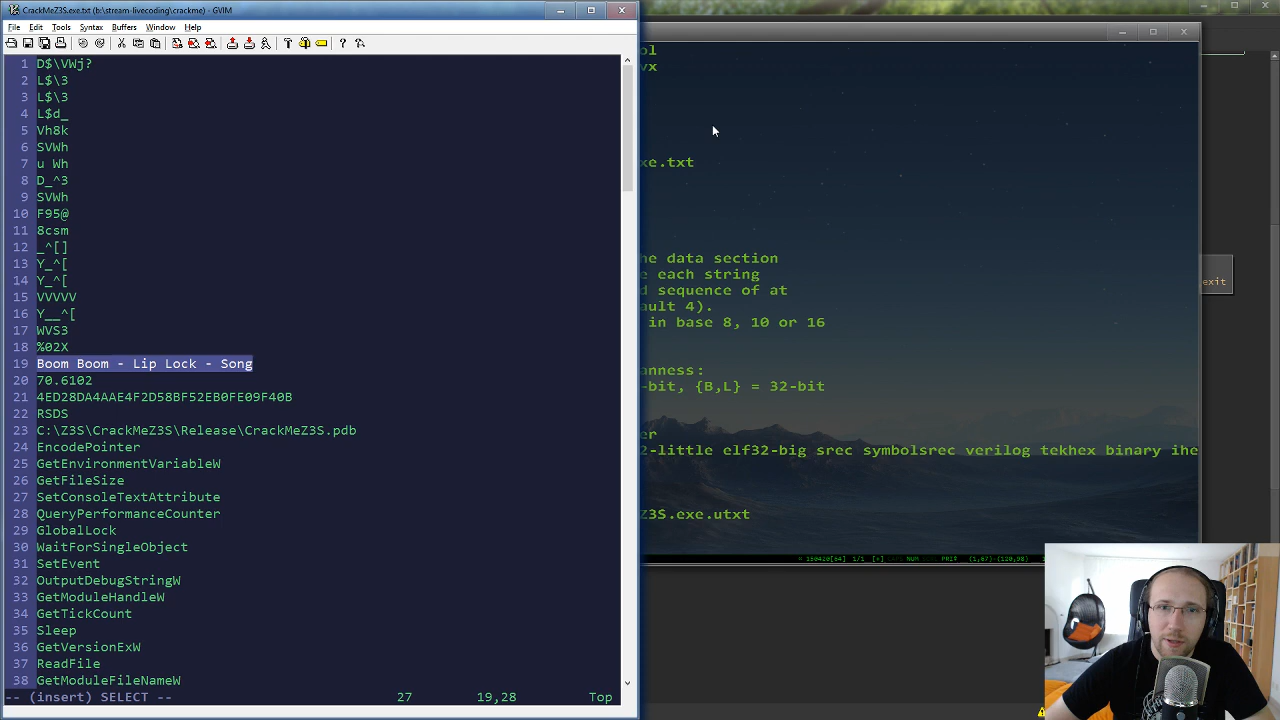 CrackMeZ3S.exe.txt (b:\stream-livecoding\crackme) - GVIM
File Edit Tools Syntax Buffers Window Help
1 D$\VWj?
2 L$\3
3 L$\3
4 L$d_
5 Vh8k
6 SVWh
7 u Wh
8 D_^3
9 SVWh
10 F95@
11 8csm
12 _^[]
13 Y_^[
14 Y_^[
15 VVVVV
16 Y__^[
17 WVS3
18 %02X
19 Boom Boom - Lip Lock - Song
20 70.6102
21 4ED28DA4AAE4F2D58BF52EB0FE09F40B
22 RSDS
23 C:\Z3S\CrackMeZ3S\Release\CrackMeZ3S.pdb
24 EncodePointer
25 GetEnvironmentVariableW
26 GetFileSize
27 SetConsoleTextAttribute
28 QueryPerformanceCounter
29 GlobalLock
30 WaitForSingleObject
31 SetEvent
32 OutputDebugStringW
33 GetModuleHandleW
34 GetTickCount
35 Sleep
36 GetVersionExW
37 ReadFile
38 GetModuleFileNameW
-- (insert) SELECT -- 27 19,28 Top
ol
vx
xe.txt
he data section
e each string
d sequence of at
ault 4).
in base 8, 10 or 16
anness:
-bit, {B,L} = 32-bit
er
2-little elf32-big srec symbolsrec verilog tekhex binary ihe
Z3S.exe.utxt
exit